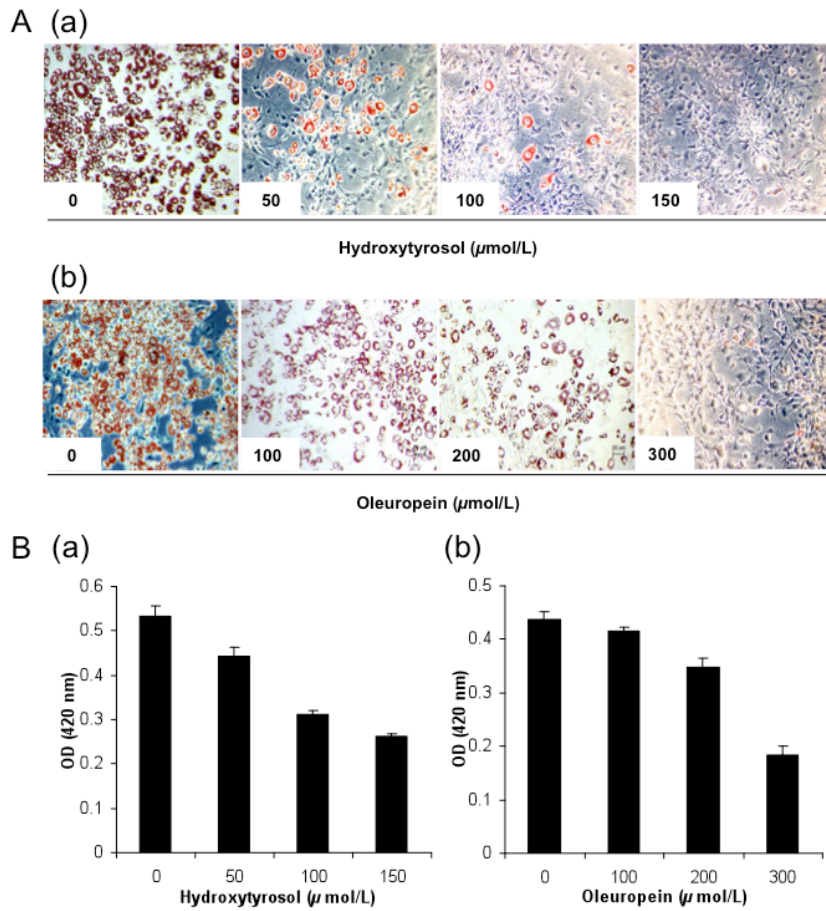 A (a)
0 50 100 150
Hydroxytyrosol (µmol/L)
(b)
0 100 200 300
Oleuropein (µmol/L)
B (a) (b)
0.6
0.5
0.4
0.3
0.2
0.1
0
OD (420 nm)
0 50 100 150
Hydroxytyrosol (µ mol/L)
0.5
0.4
0.3
0.2
0.1
0
OD (420 nm)
0 100 200 300
Oleuropein (µ mol/L)